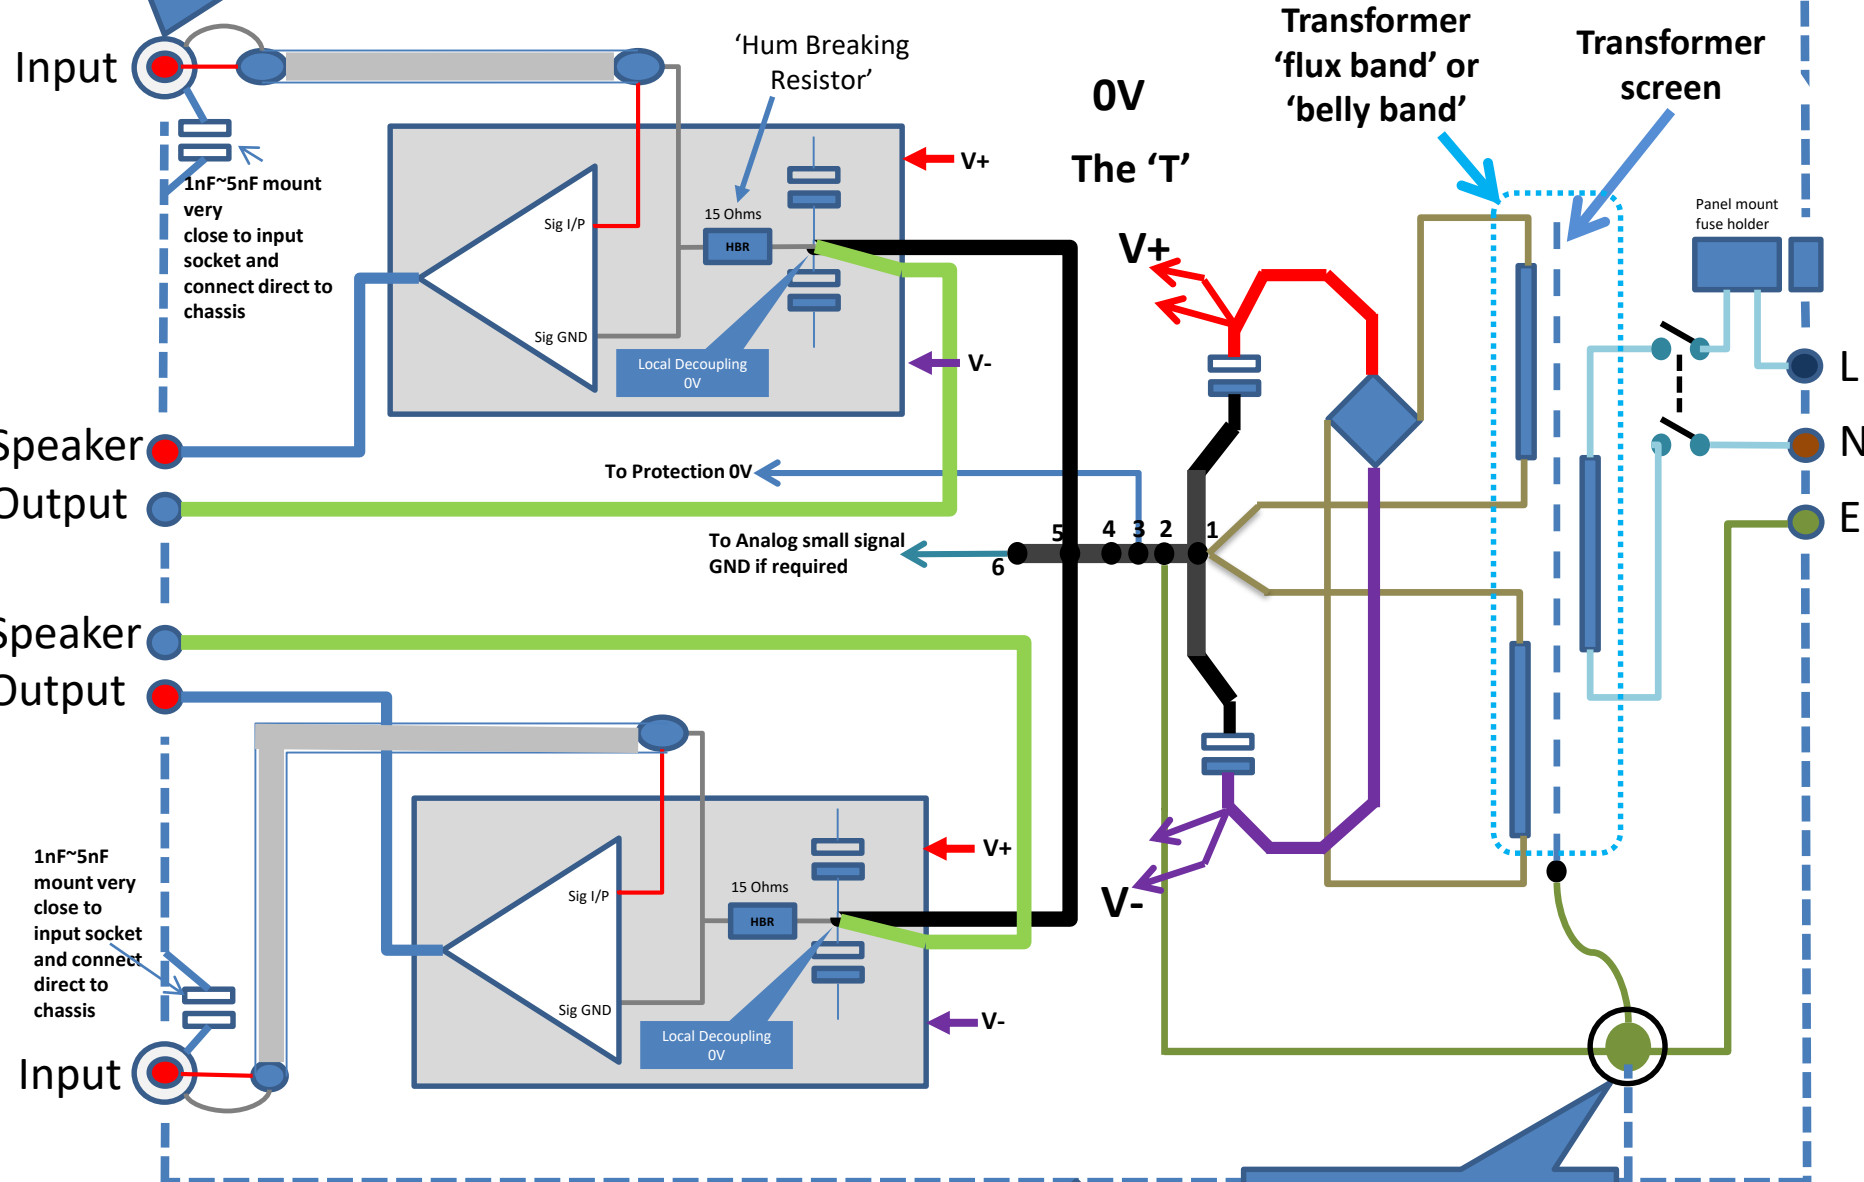 Input
'Hum Breaking
Resistor'
0V
The 'T'
Transformer
'flux band' or
'belly band'
Transformer
screen
1nF~5nF mount
very
close to input
socket and
connect direct to
chassis
Sig I/P
Sig GND
15 Ohms
HBR
Local Decoupling
0V
V+
V-
V+
Panel mount
fuse holder
L
N
E
Speaker
Output
To Protection 0V
To Analog small signal
GND if required
6
5
4
3
2
1
Speaker
Output
1nF~5nF
mount very
close to
input socket
and connect
direct to
chassis
Sig I/P
Sig GND
15 Ohms
HBR
Local Decoupling
0V
V+
V-
V-
Input